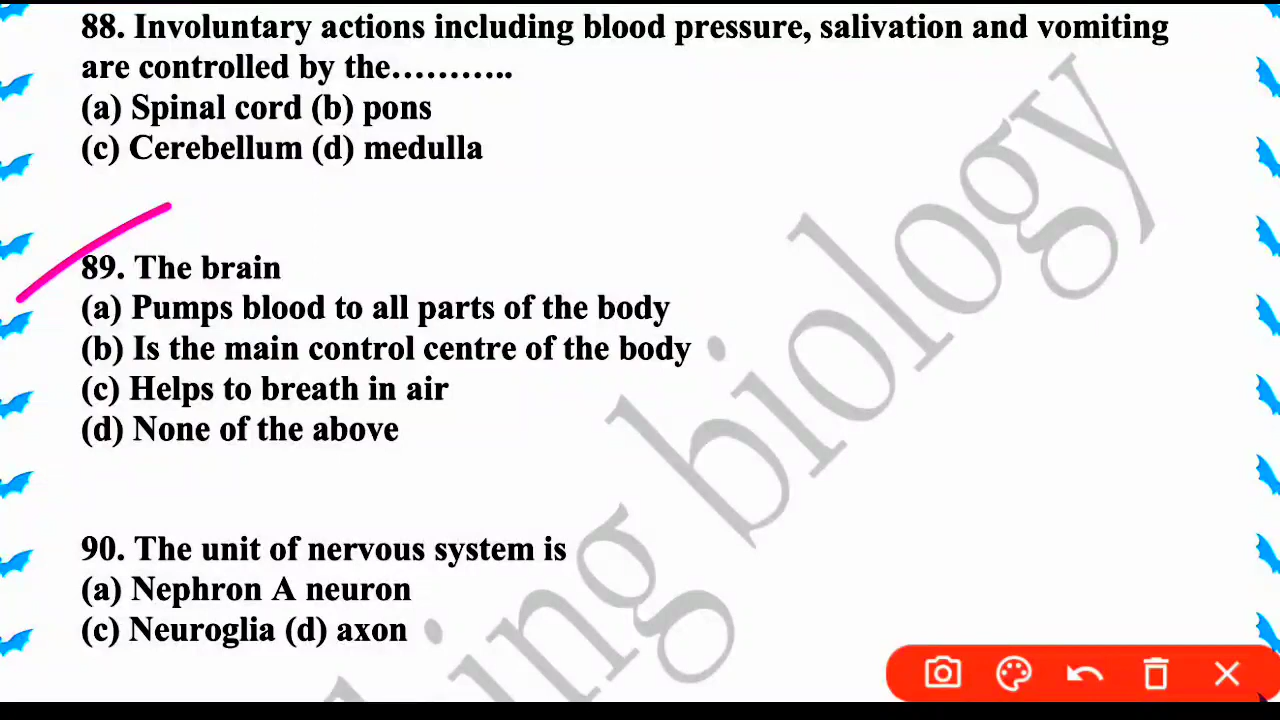 88. Involuntary actions including blood pressure, salivation and vomiting
are controlled by the………..
(a) Spinal cord (b) pons
(c) Cerebellum (d) medulla
89. The brain
(a) Pumps blood to all parts of the body
(b) Is the main control centre of the body
(c) Helps to breath in air
(d) None of the above
90. The unit of nervous system is
(a) Nephron A neuron
(c) Neuroglia (d) axon
ing biology